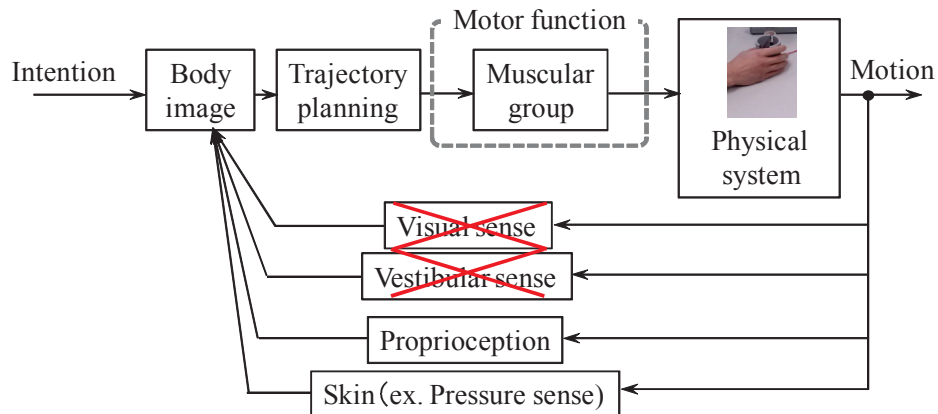 Motor function
Intention
Body
image
Trajectory
planning
Muscular
group
Physical
system
Motion
Visual sense
Vestibular sense
Proprioception
Skin(ex. Pressure sense)